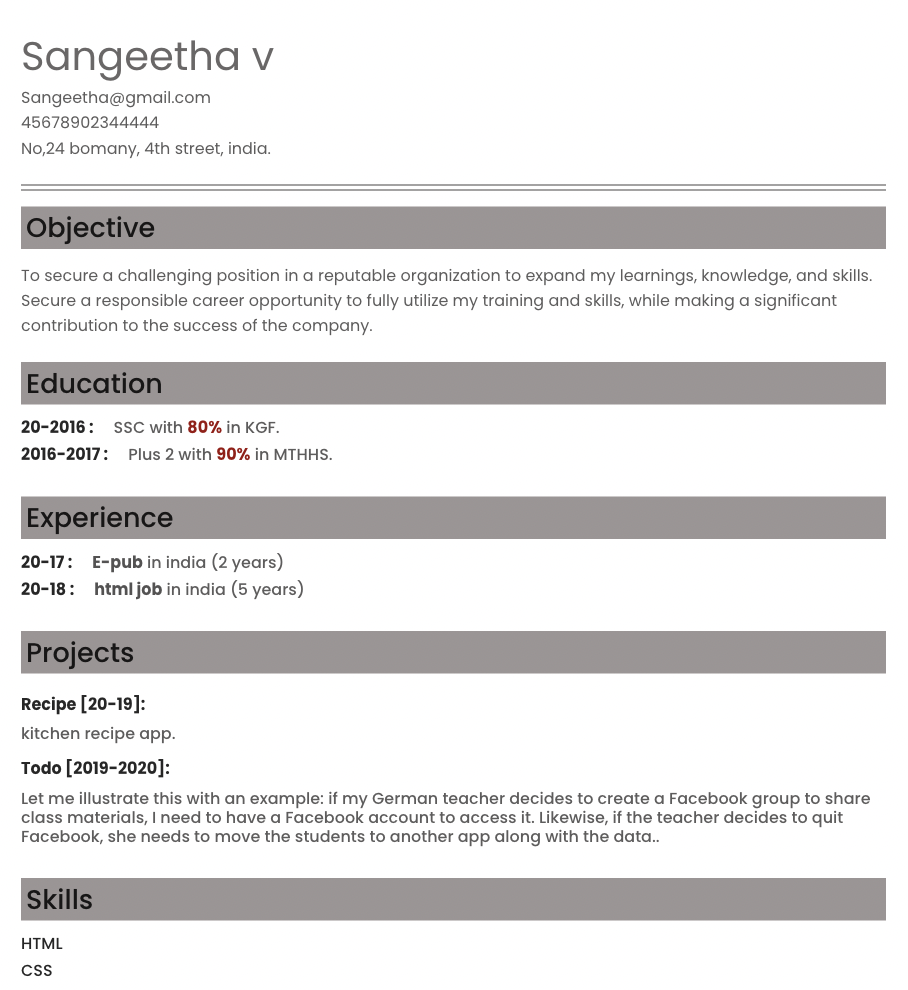 Sangeetha v
Sangeetha@gmail.com
45678902344444
No,24 bomany, 4th street, india.
Objective
To secure a challenging position in a reputable organization to expand my learnings, knowledge, and skills.
Secure a responsible career opportunity to fully utilize my training and skills, while making a significant
contribution to the success of the company.
Education
20-2016 : SSC with 80% in KGF.
2016-2017 : Plus 2 with 90% in MTHHS.
Experience
20-17 : E-pub in india (2 years)
20-18 : html job in india (5 years)
Projects
Recipe [20-19]:
kitchen recipe app.
Todo [2019-2020]:
Let me illustrate this with an example: if my German teacher decides to create a Facebook group to share
class materials, I need to have a Facebook account to access it. Likewise, if the teacher decides to quit
Facebook, she needs to move the students to another app along with the data..
Skills
HTML
CSS